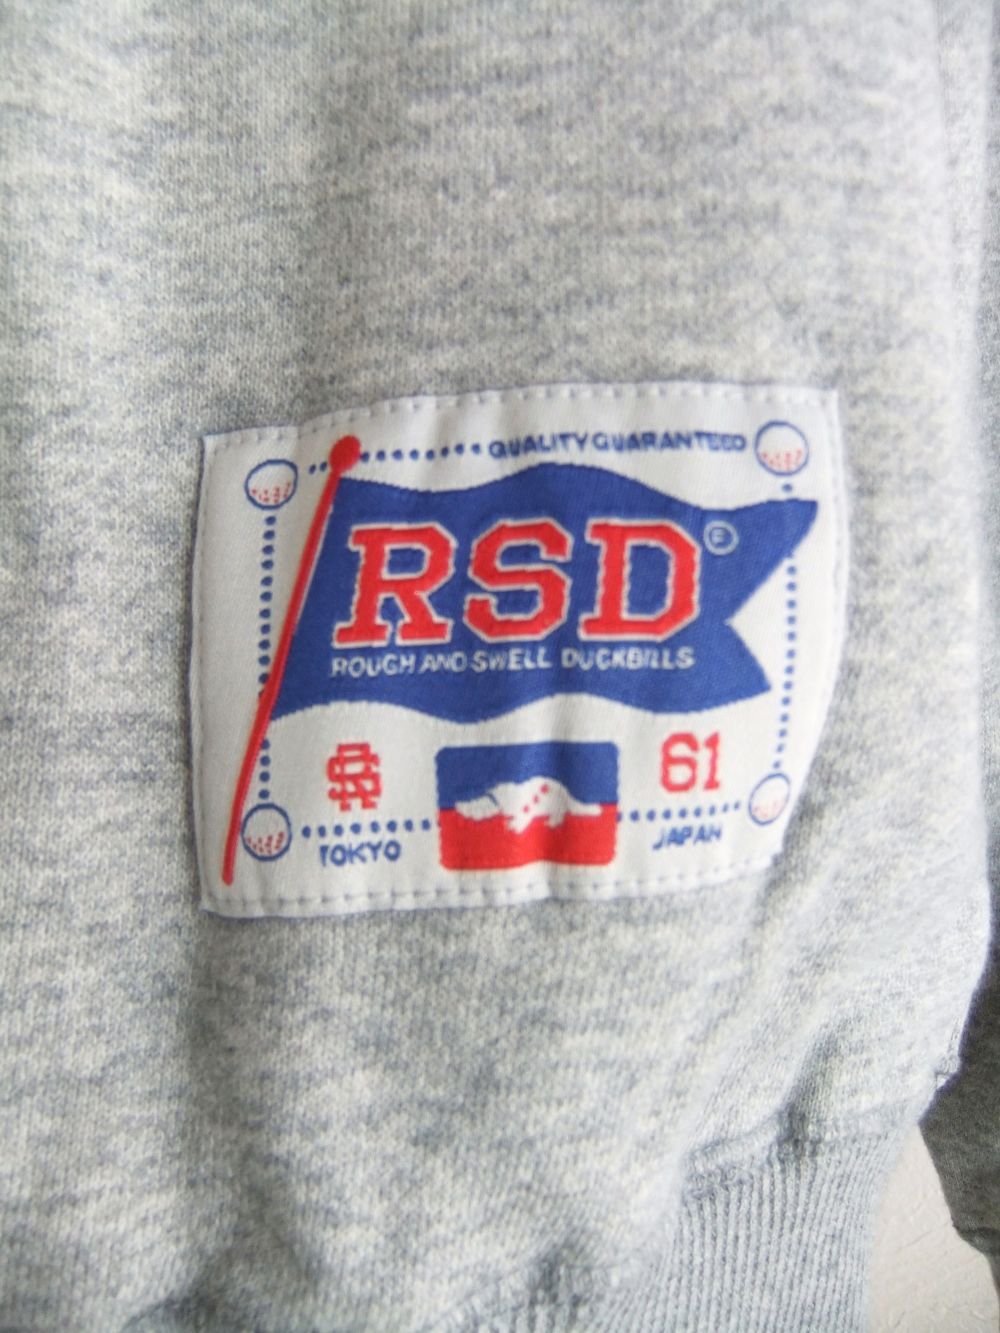 QUALITY GUARANTEED
RSD
ROUGH AND SWELL DUCKBILLS
61
TOKYO
JAPAN